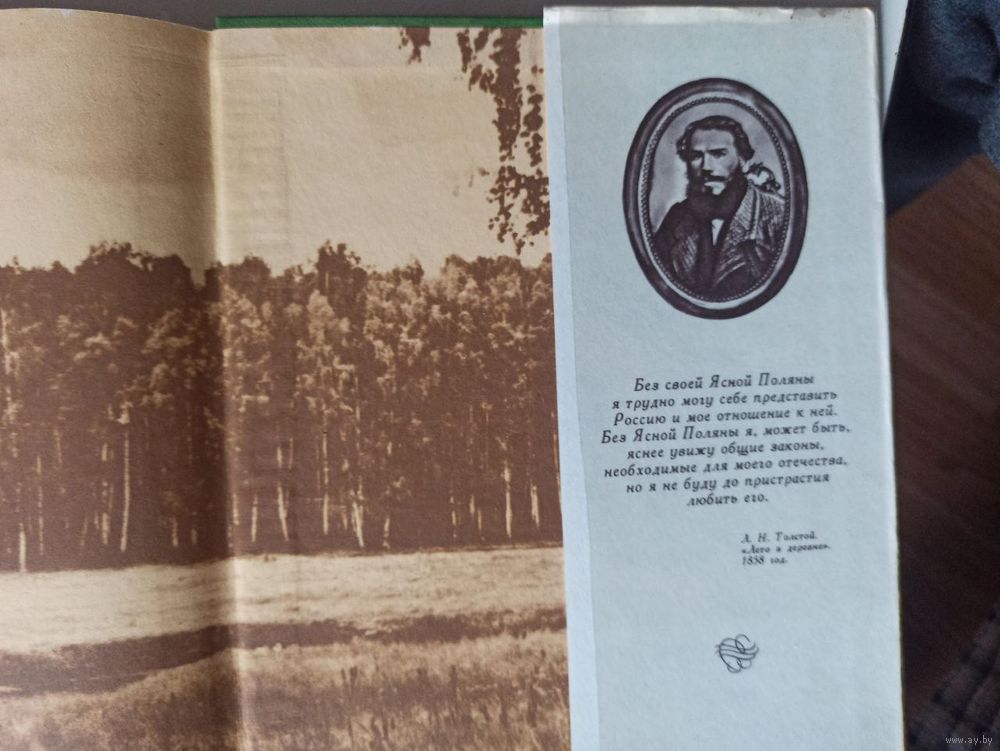 Без своей Ясной Поляны
я трудно могу себе представить
Россию и мое отношение к ней.
Без Ясной Поляны я, может быть,
яснее увижу общие законы,
необходимые для моего отечества,
но я не буду до пристрастия
любить его.
Л. Н. Толстой.
«Лето в деревне».
1858 год.
www.ay.by